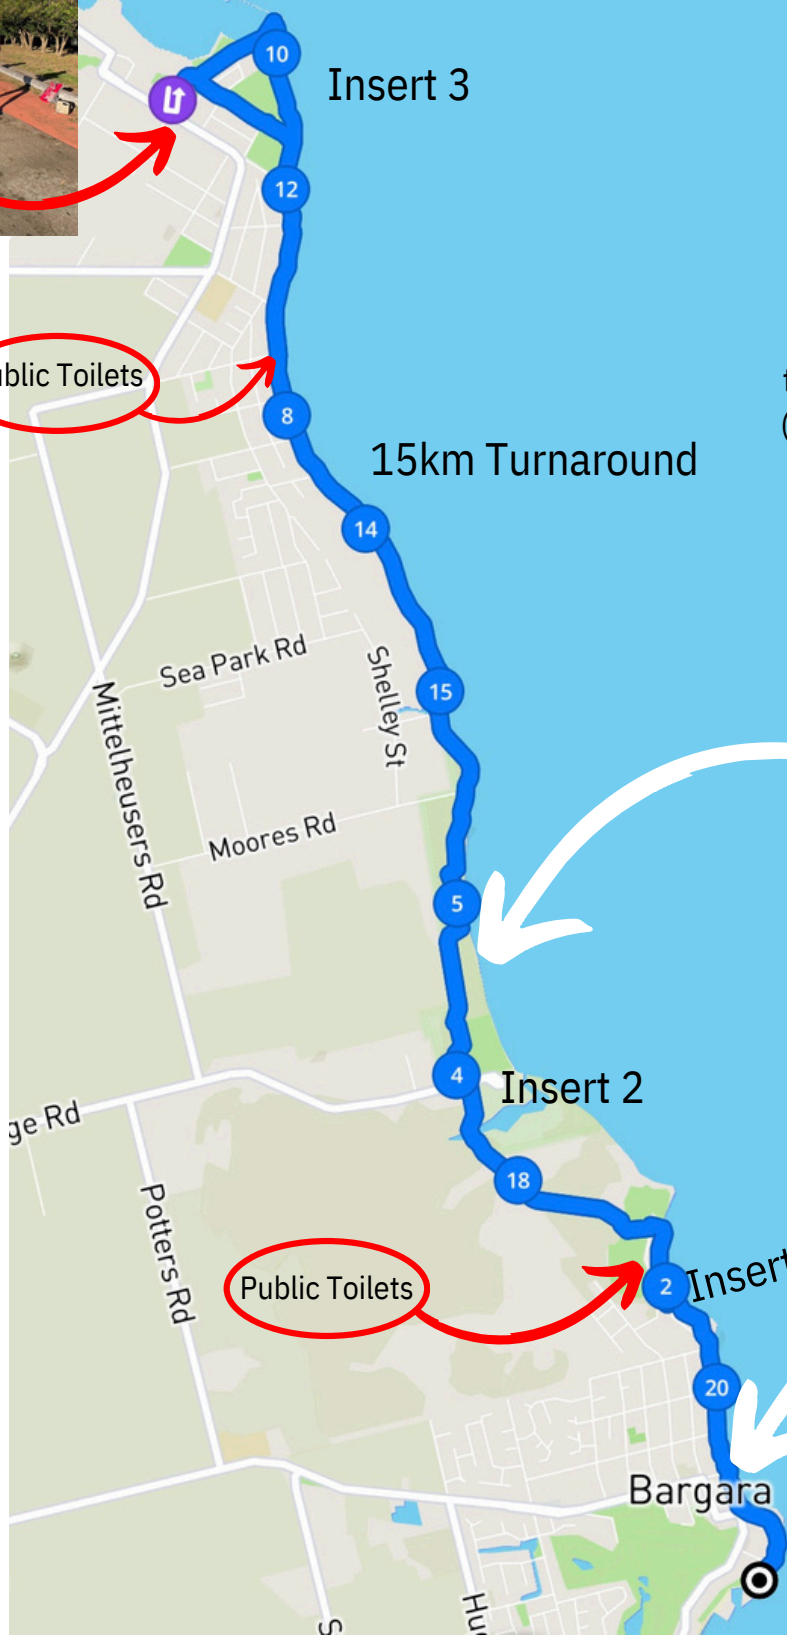 10
Insert 3
12
Public Toilets
8
15km Turnaround
14
Sea Park Rd
Shelley St
15
Mittelheusers Rd
Moores Rd
5
4
Insert 2
ge Rd
18
Potters Rd
Public Toilets
2
Insert
20
Bargara